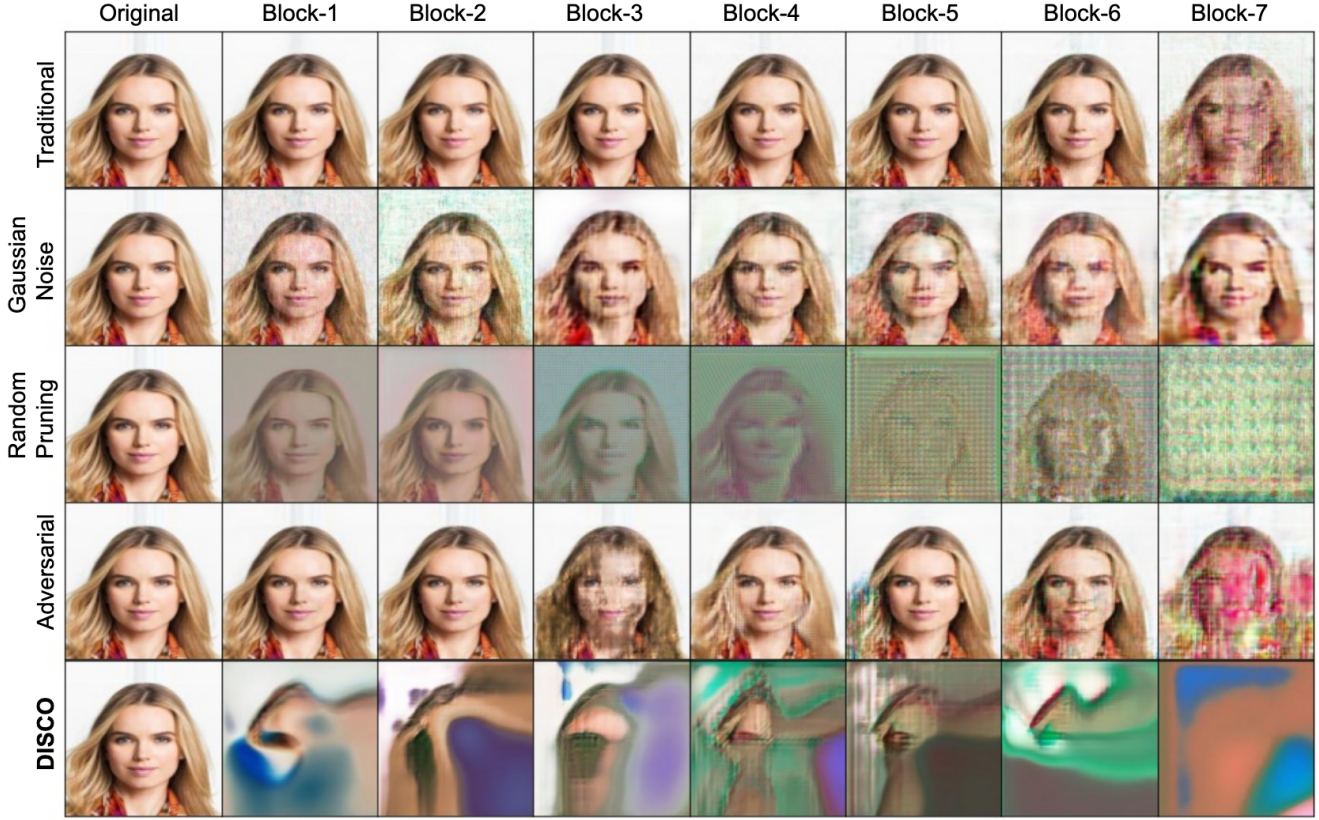 Original Block-1 Block-2 Block-3 Block-4 Block-5 Block-6 Block-7
Traditional
Gaussian
Noise
Random
Pruning
Adversarial
DISCO